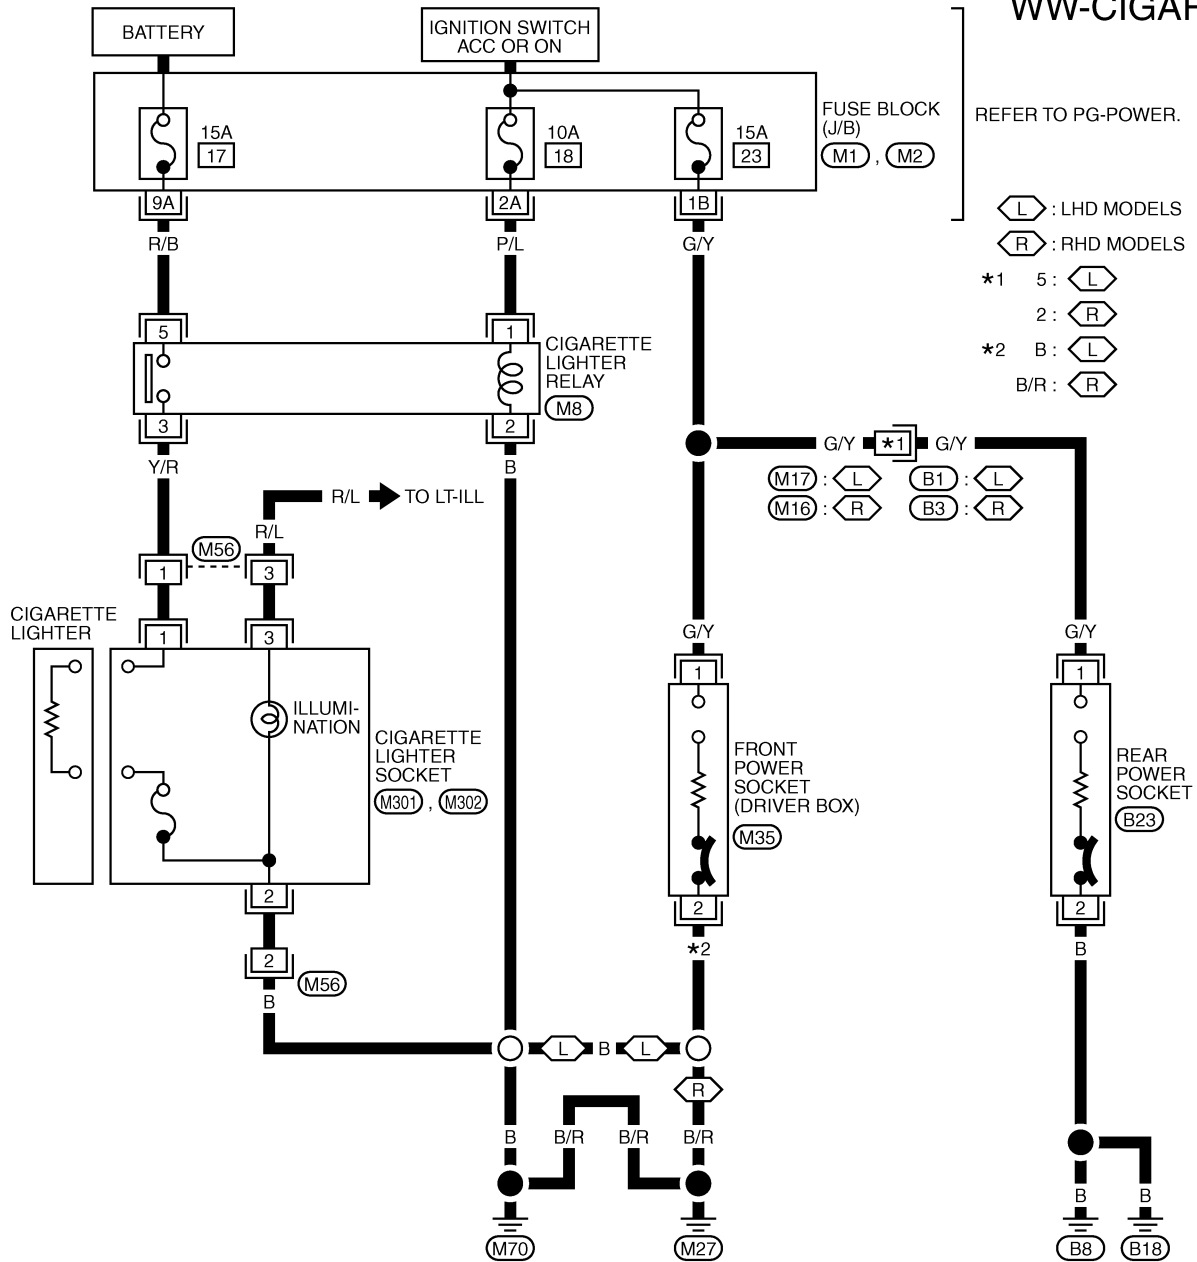 WW-CIGAR
BATTERY
IGNITION SWITCH
ACC OR ON
15A
17
10A
18
15A
23
FUSE BLOCK
(J/B)
M1 , M2
REFER TO PG-POWER.
9A
2A
1B
R/B
P/L
G/Y
L : LHD MODELS
R : RHD MODELS
*1 5 : L
2 : R
*2 B : L
B/R : R
5
1
CIGARETTE
LIGHTER
RELAY
M8
3
2
Y/R
B
G/Y
*1
G/Y
M17 : L
B1 : L
M16 : R
B3 : R
R/L
TO LT-ILL
R/L
M56
1
3
CIGARETTE
LIGHTER
1
3
G/Y
G/Y
1
1
ILLUMI-
NATION
CIGARETTE
LIGHTER
SOCKET
M301 , M302
FRONT
POWER
SOCKET
(DRIVER BOX)
M35
REAR
POWER
SOCKET
B23
2
2
2
*2
B
2
M56
B
L
B
L
R
B
B/R
B/R
B/R
B
B
M70
M27
B8
B18